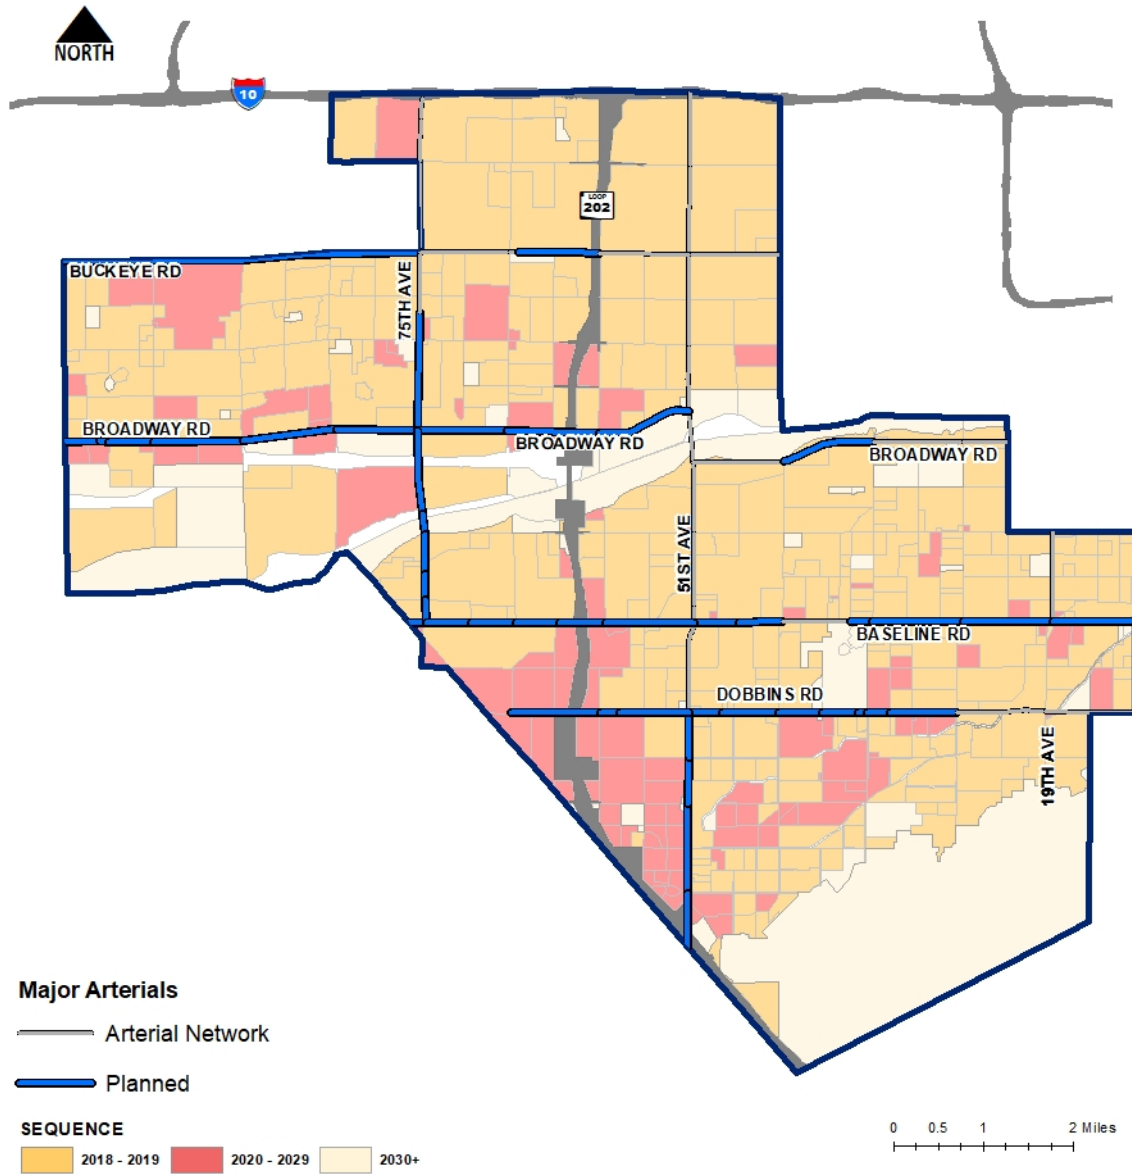 NORTH
10
LOOP
202
BUCKEYE RD
75TH AVE
BROADWAY RD
BROADWAY RD
BROADWAY RD
51ST AVE
BASELINE RD
DOBBINS RD
19TH AVE
Major Arterials
Arterial Network
Planned
SEQUENCE
2018 - 2019
2020 - 2029
2030+
0 0.5 1 2 Miles